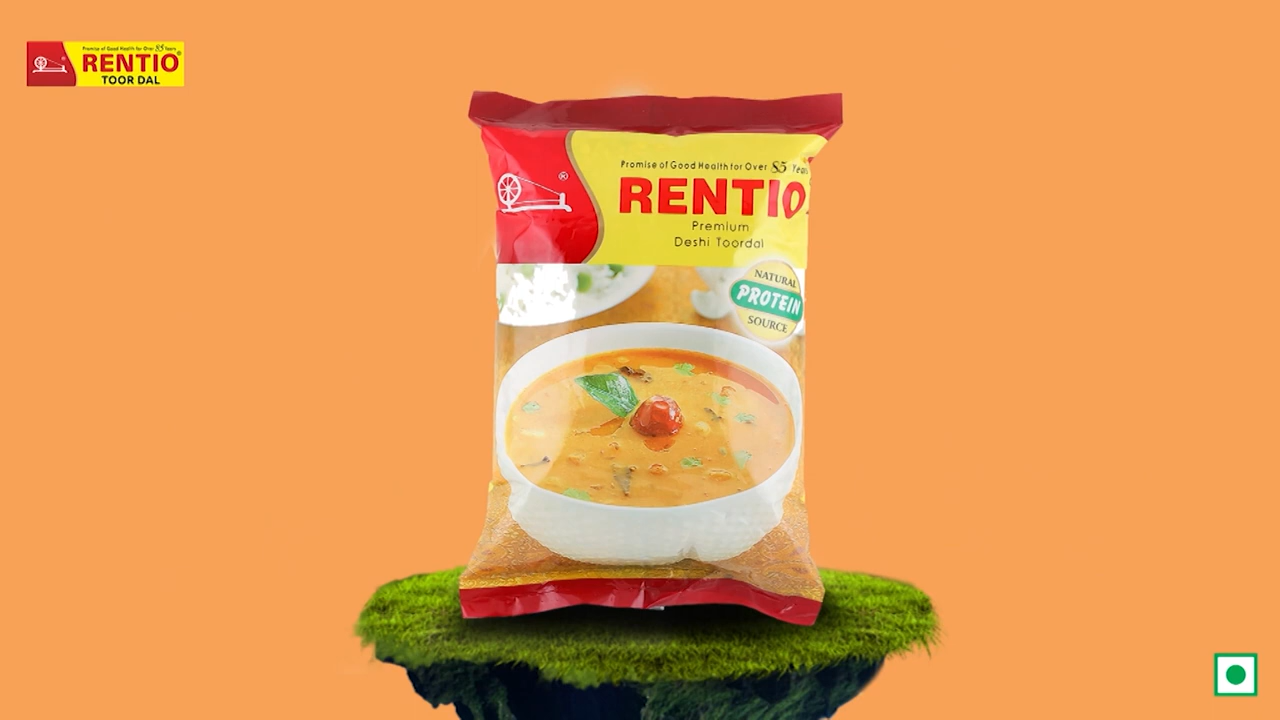 Promise of Good Health for Over 85 Years
RENTIO®
TOOR DAL
Promise of Good Health for Over 85 Years
®
RENTIO
Premium
Deshi Toordal
NATURAL
PROTEIN
SOURCE